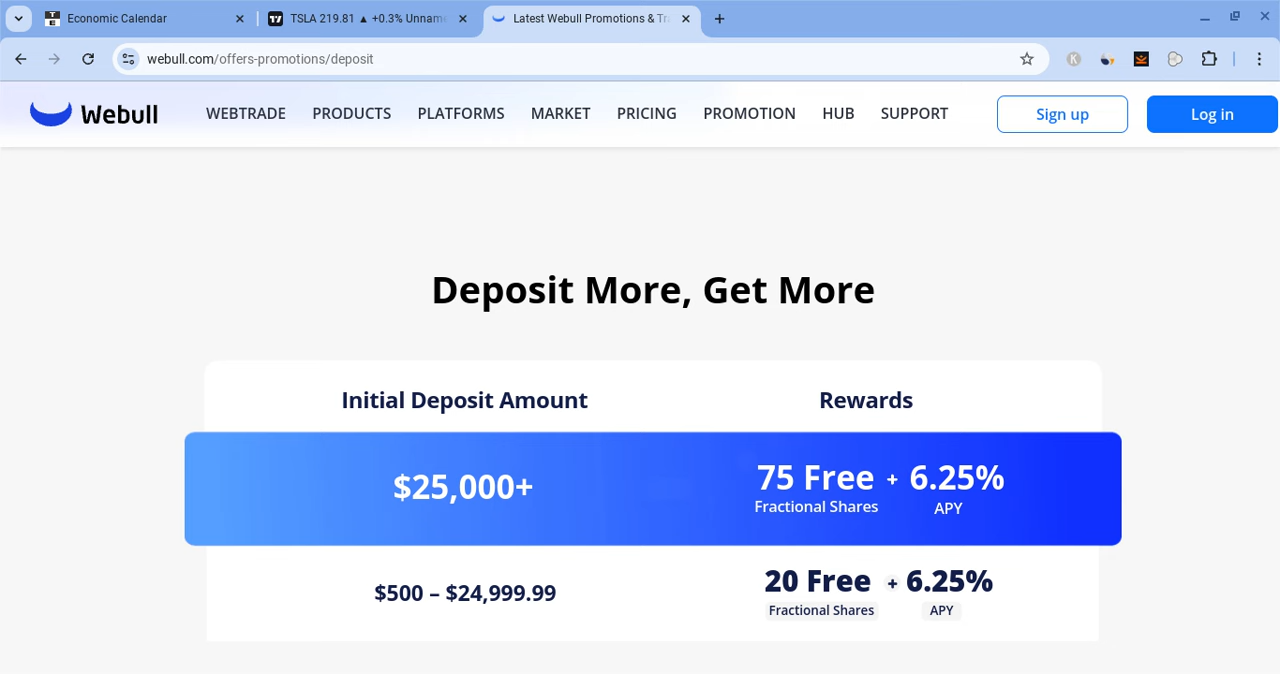 Economic Calendar
TSLA 219.81 ▲ +0.3% Unname
Latest Webull Promotions & Tra
webull.com/offers-promotions/deposit
Webull
WEBTRADE PRODUCTS PLATFORMS MARKET PRICING PROMOTION HUB SUPPORT
Sign up
Log in
Deposit More, Get More
Initial Deposit Amount Rewards
$25,000+ 75 Free + 6.25%
Fractional Shares APY
$500 – $24,999.99 20 Free + 6.25%
Fractional Shares APY